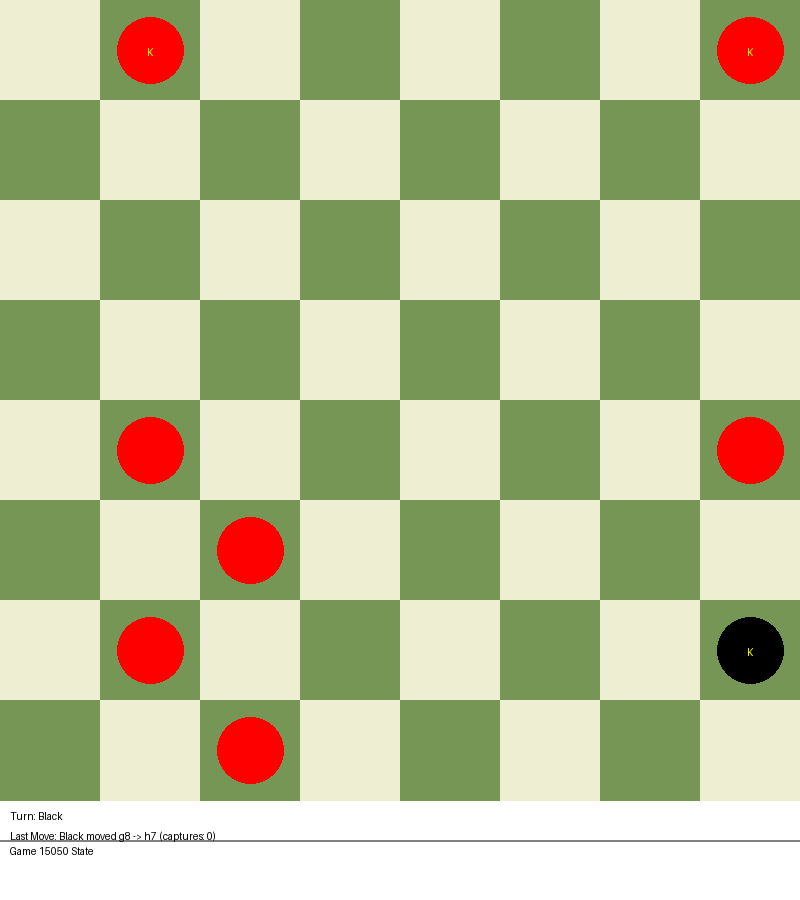 K K
K
Turn: Black
Last Move: Black moved g8 -> h7 (captures: 0)
Game 15050 State